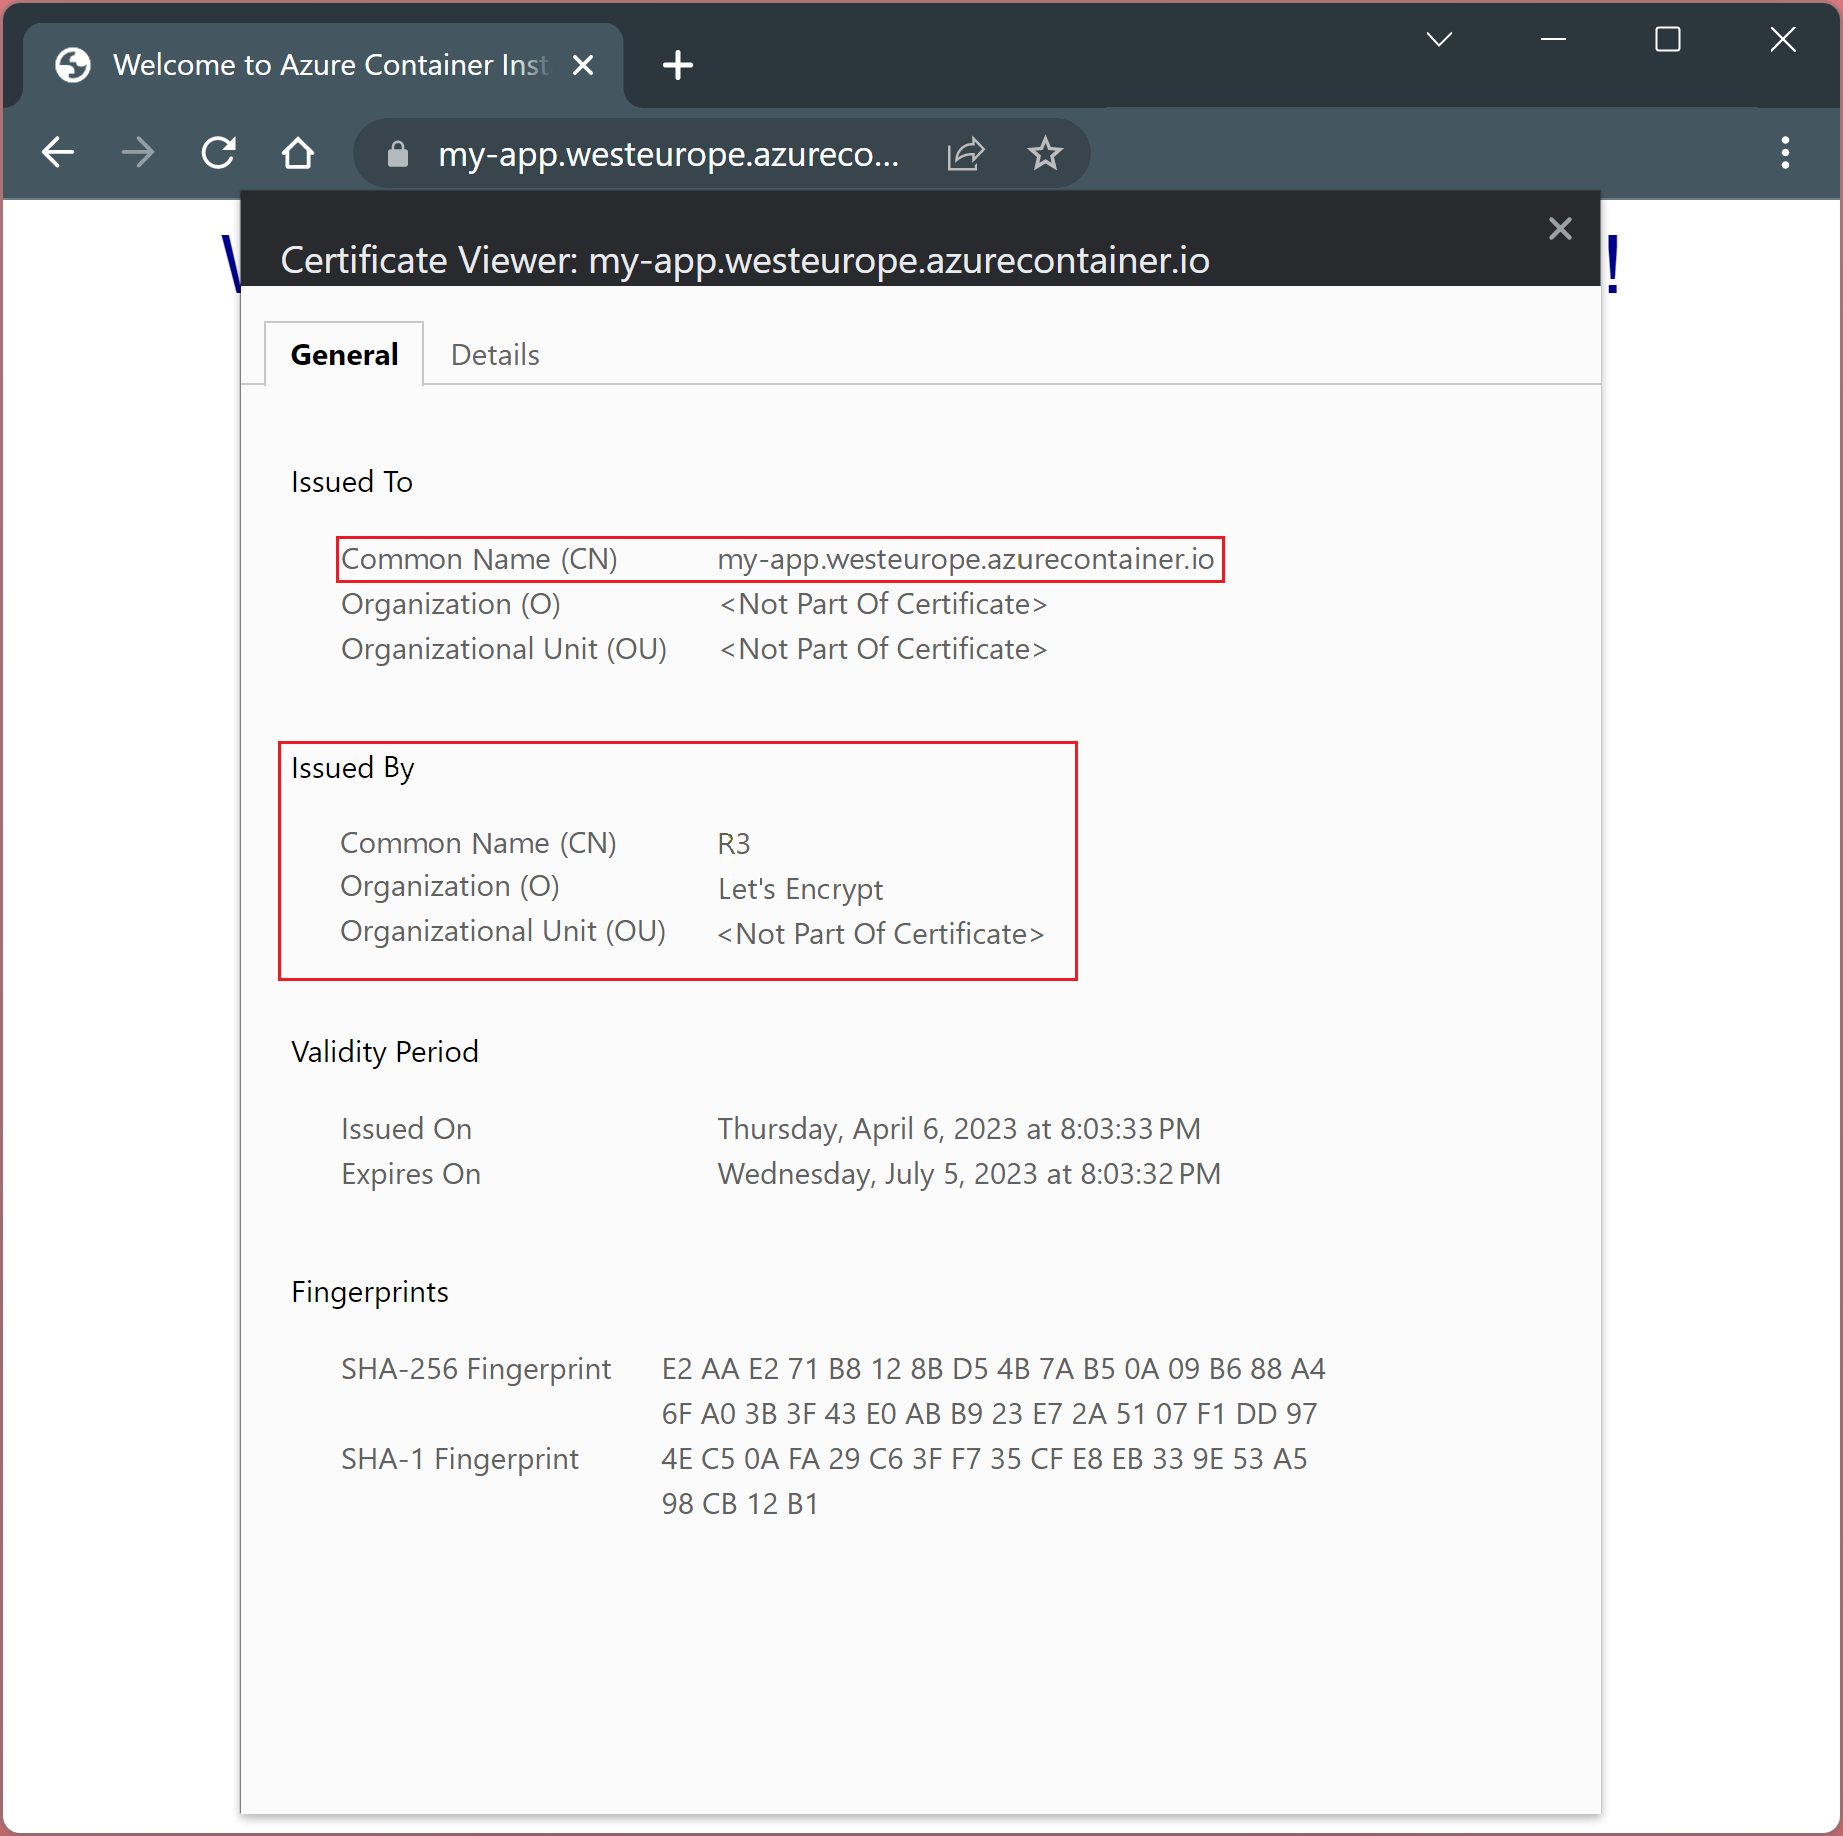 Welcome to Azure Container Inst
my-app.westeurope.azureco...
!
Certificate Viewer: my-app.westeurope.azurecontainer.io
General Details
Issued To
Common Name (CN) my-app.westeurope.azurecontainer.io
Organization (O) <Not Part Of Certificate>
Organizational Unit (OU) <Not Part Of Certificate>
Issued By
Common Name (CN) R3
Organization (O) Let's Encrypt
Organizational Unit (OU) <Not Part Of Certificate>
Validity Period
Issued On Thursday, April 6, 2023 at 8:03:33 PM
Expires On Wednesday, July 5, 2023 at 8:03:32 PM
Fingerprints
SHA-256 Fingerprint E2 AA E2 71 B8 12 8B D5 4B 7A B5 0A 09 B6 88 A4
6F A0 3B 3F 43 E0 AB B9 23 E7 2A 51 07 F1 DD 97
SHA-1 Fingerprint 4E C5 0A FA 29 C6 3F F7 35 CF E8 EB 33 9E 53 A5
98 CB 12 B1